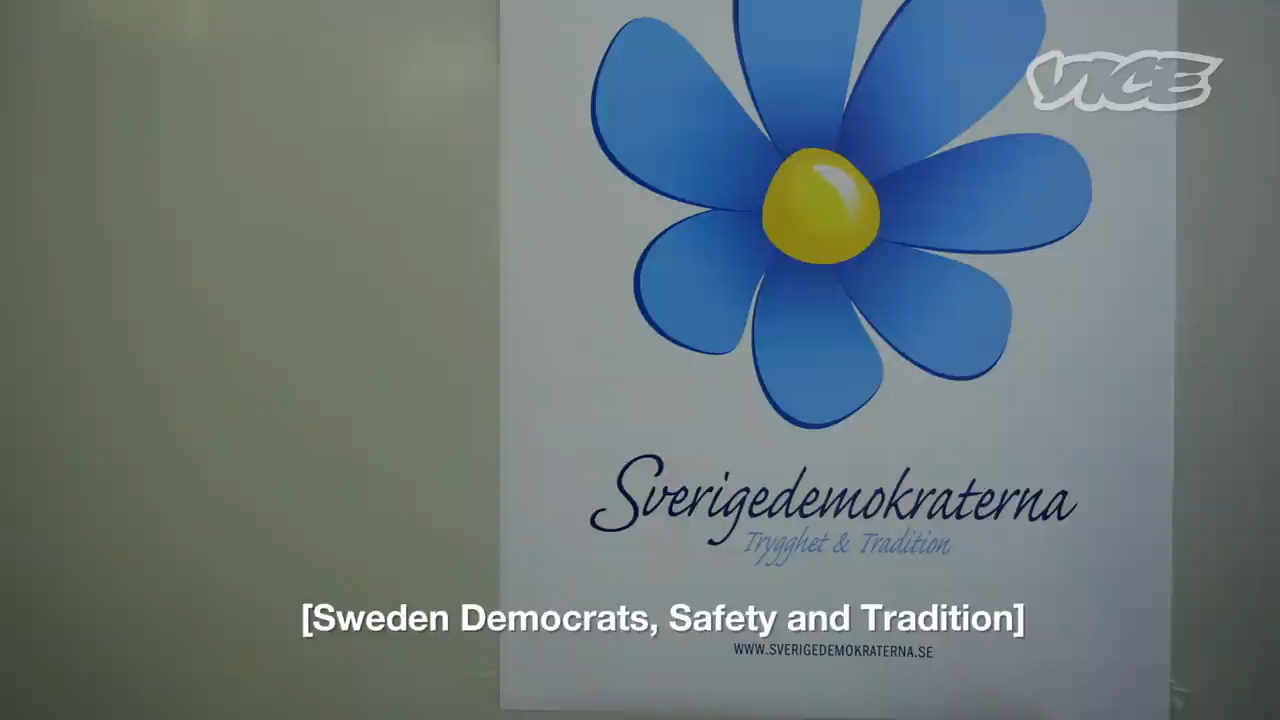 VICE
Sverigedemokraterna
Trygghet & Tradition
[Sweden Democrats, Safety and Tradition]
WWW.SVERIGEDEMOKRATERNA.SE